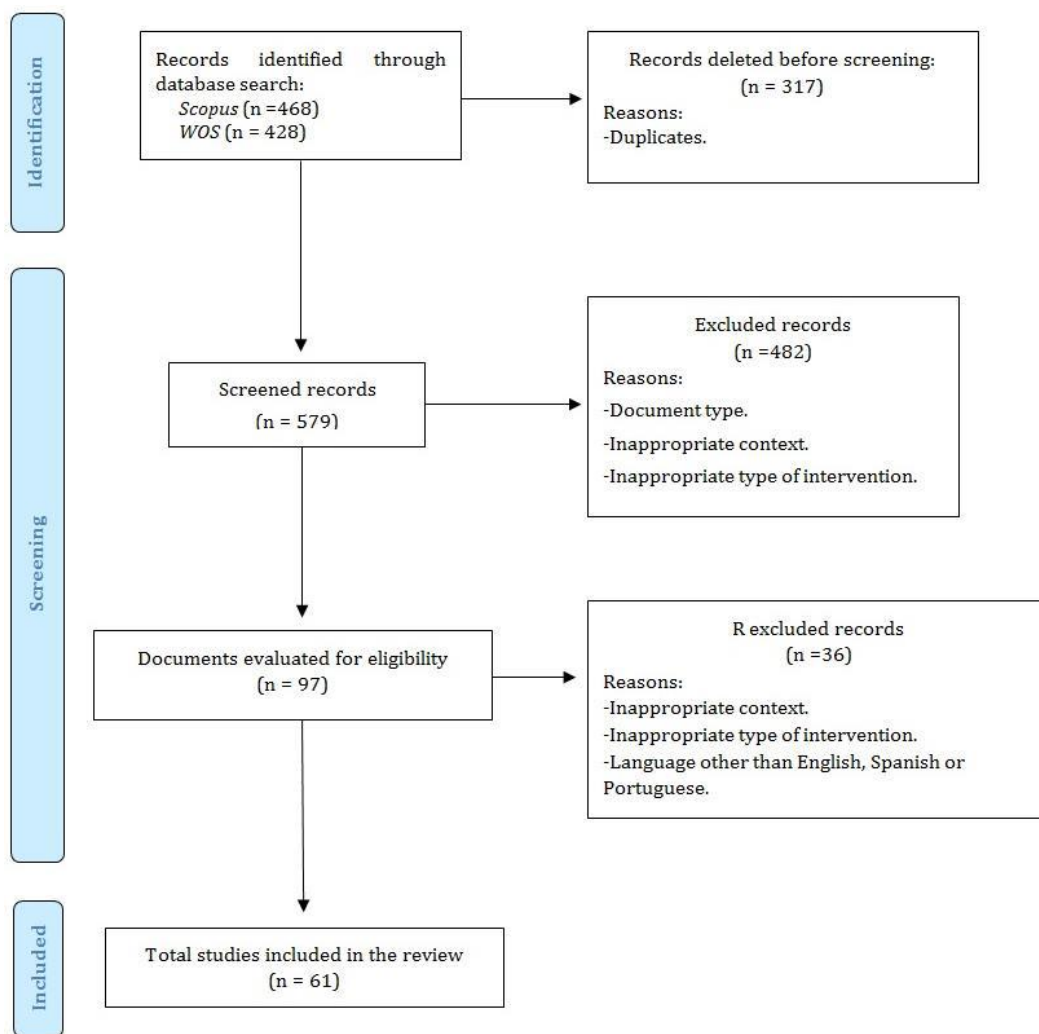 Identification
Records identified through
database search:
Scopus (n =468)
WOS (n = 428)
Records deleted before screening:
(n = 317)
Reasons:
-Duplicates.
Screening
Screened records
(n = 579)
Excluded records
(n =482)
Reasons:
-Document type.
-Inappropriate context.
-Inappropriate type of intervention.
Documents evaluated for eligibility
(n = 97)
R excluded records
(n =36)
Reasons:
-Inappropriate context.
-Inappropriate type of intervention.
-Language other than English, Spanish or
Portuguese.
Included
Total studies included in the review
(n = 61)